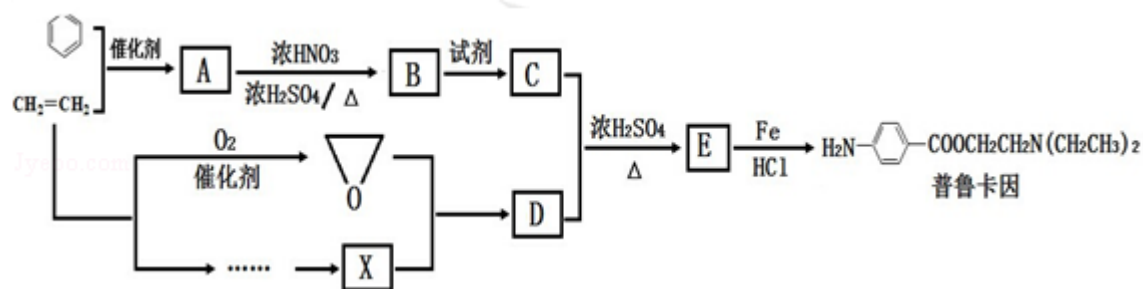 催化剂
CH2=CH2
A
浓HNO3
浓H2SO4/ Δ
B
试剂
C
O2
催化剂
O
······
X
D
浓H2SO4
Δ
E
Fe
HCl
H2N-
-COOCH2CH2N(CH2CH3)2
普鲁卡因